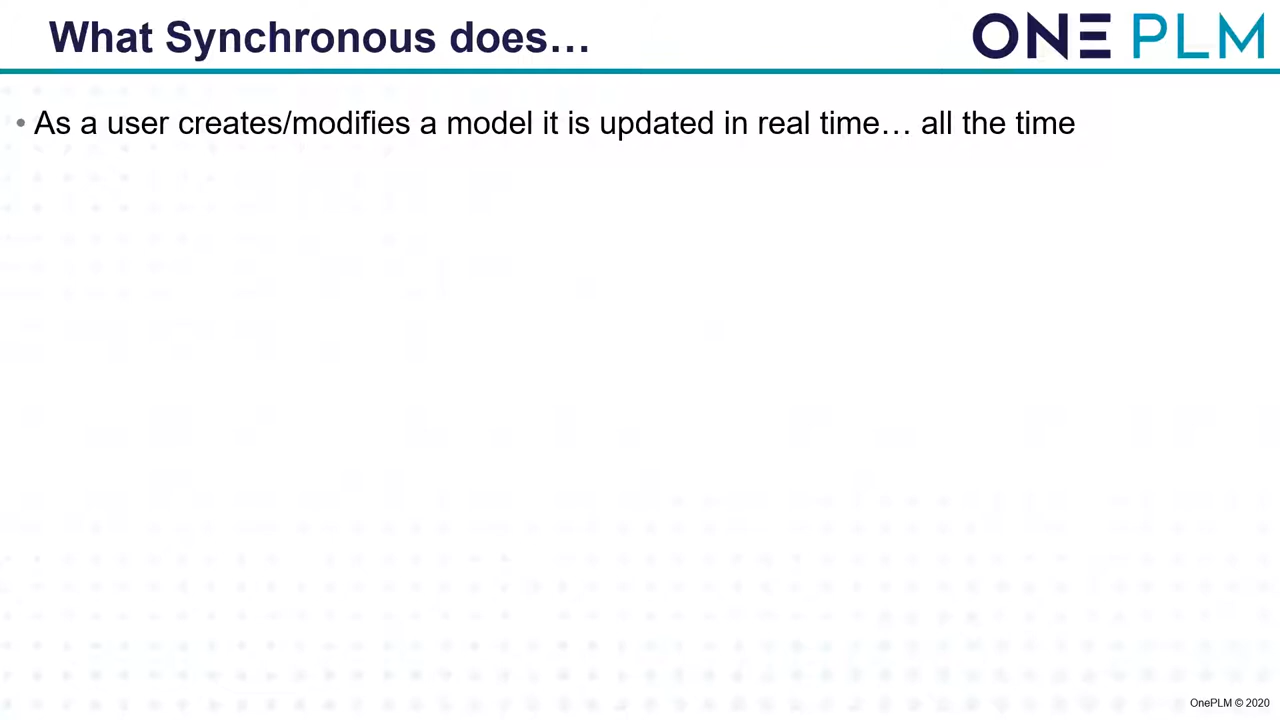 What Synchronous does…
ONE PLM
• As a user creates/modifies a model it is updated in real time… all the time
OnePLM © 2020